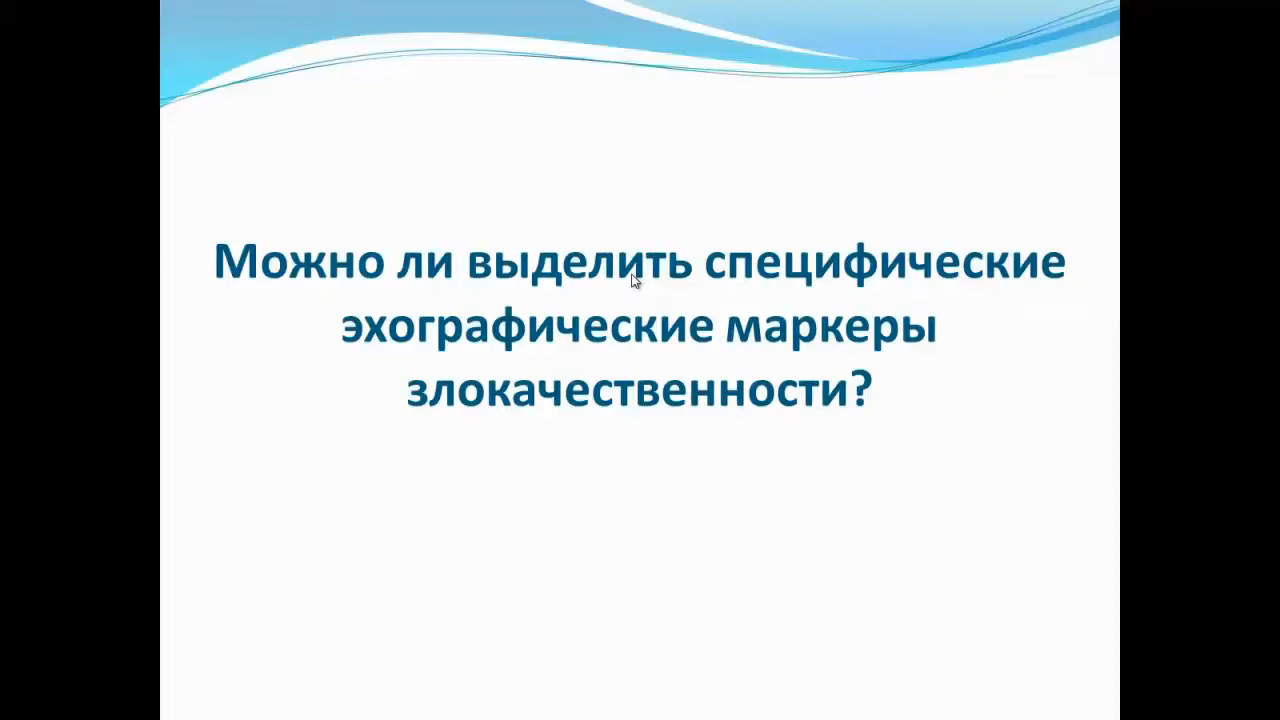 Можно ли выделить специфические
эхографические маркеры
злокачественности?